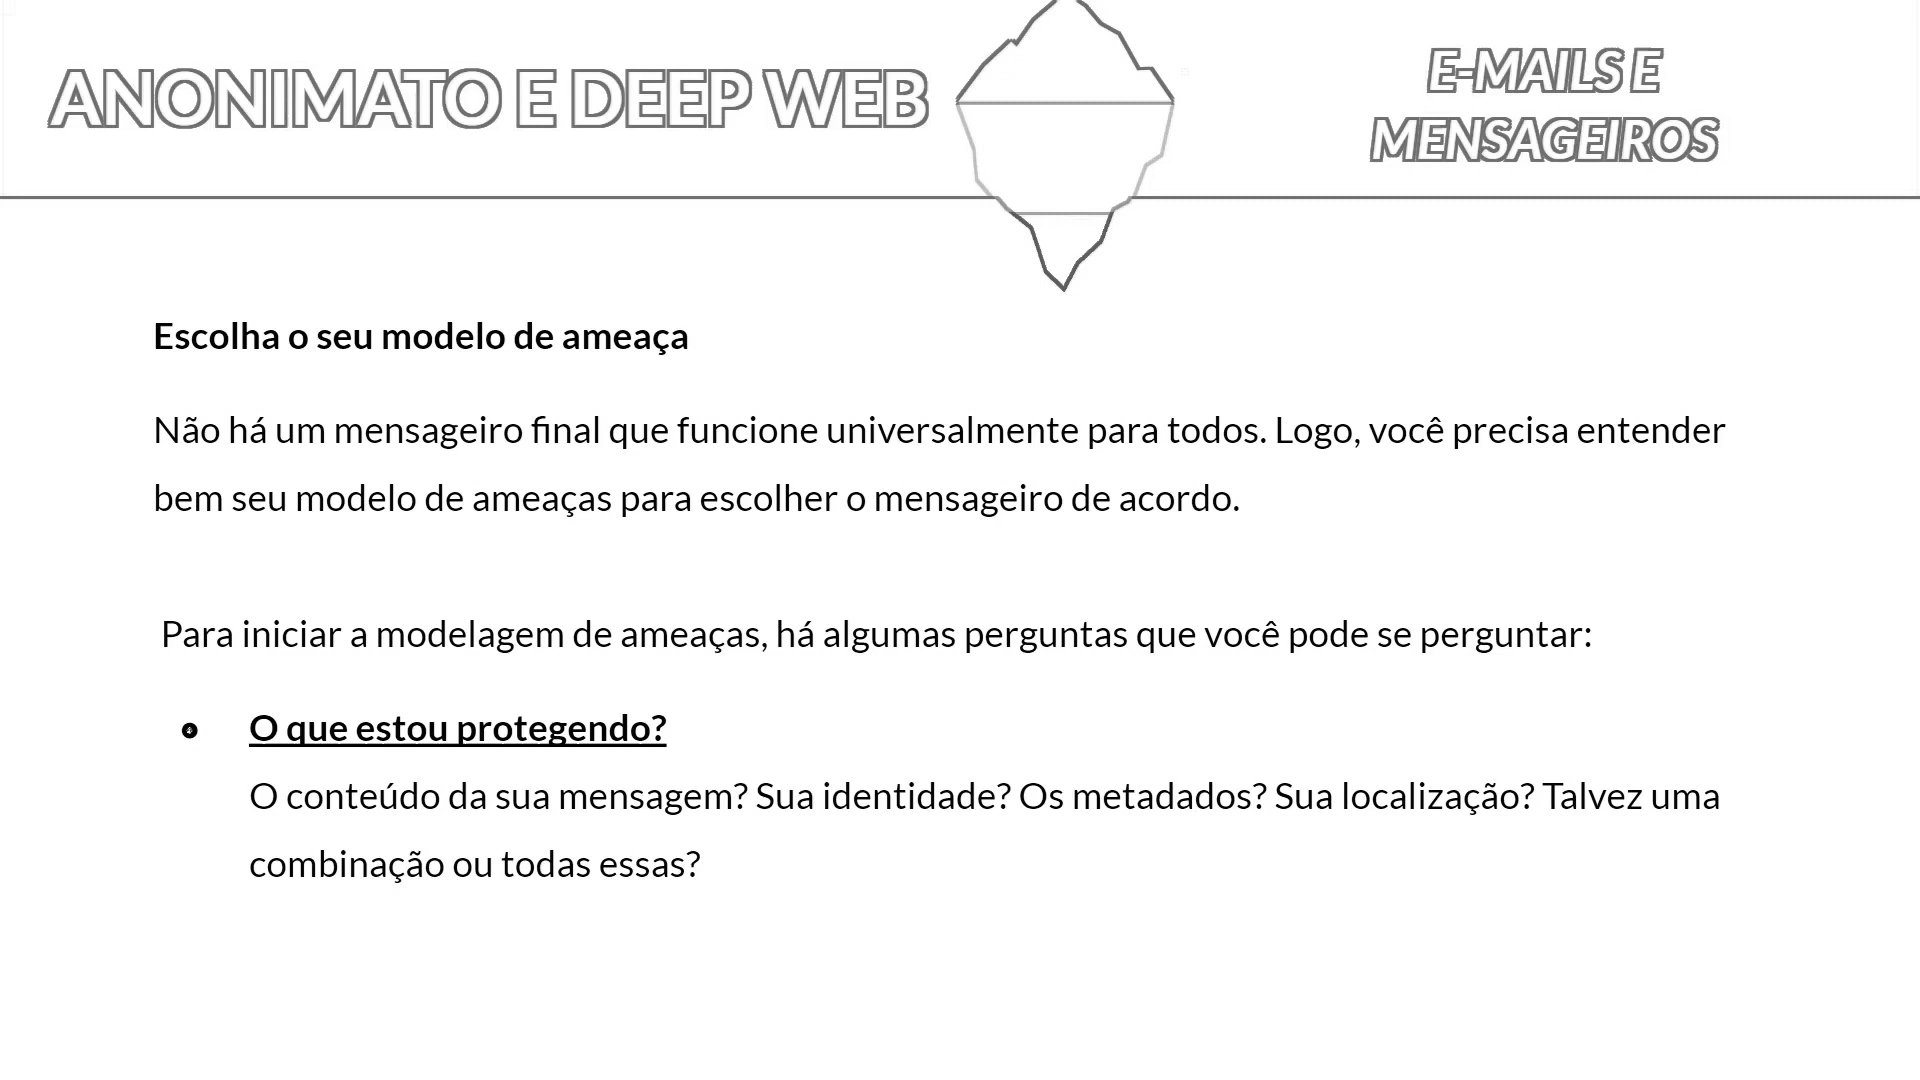 ANONIMATO E DEEP WEB
E-MAILS E
MENSAGEIROS
Escolha o seu modelo de ameaça
Não há um mensageiro final que funcione universalmente para todos. Logo, você precisa entender
bem seu modelo de ameaças para escolher o mensageiro de acordo.
Para iniciar a modelagem de ameaças, há algumas perguntas que você pode se perguntar:
O que estou protegendo?
O conteúdo da sua mensagem? Sua identidade? Os metadados? Sua localização? Talvez uma
combinação ou todas essas?